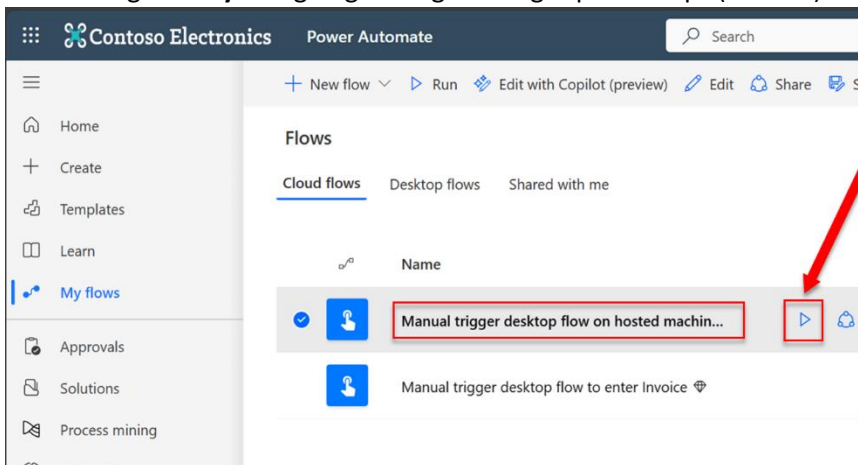 Contoso Electronics Power Automate Search
New flow Run Edit with Copilot (preview) Edit Share
Home
Flows
Create
Cloud flows Desktop flows Shared with me
Templates
Learn
Name
My flows
Manual trigger desktop flow on hosted machin...
Approvals
Solutions
Manual trigger desktop flow to enter Invoice
Process mining